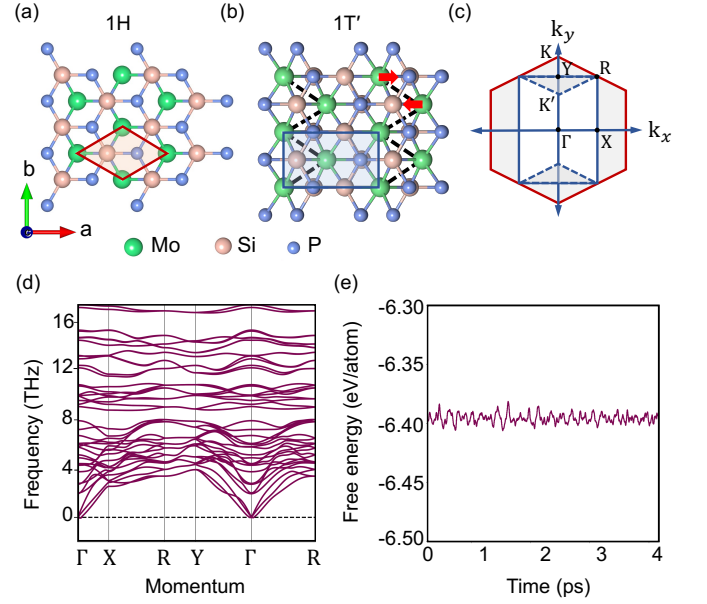 (a) 1H
(b) 1T′
(c)
b
a
Mo Si P
K
k_y
Y
R
K′
Γ
X
k_x
(d)
Frequency (THz)
16
12
8
4
0
Γ X R Y Γ R
Momentum
(e)
Free energy (eV/atom)
-6.30
-6.35
-6.40
-6.45
-6.50
0 1 2 3 4
Time (ps)